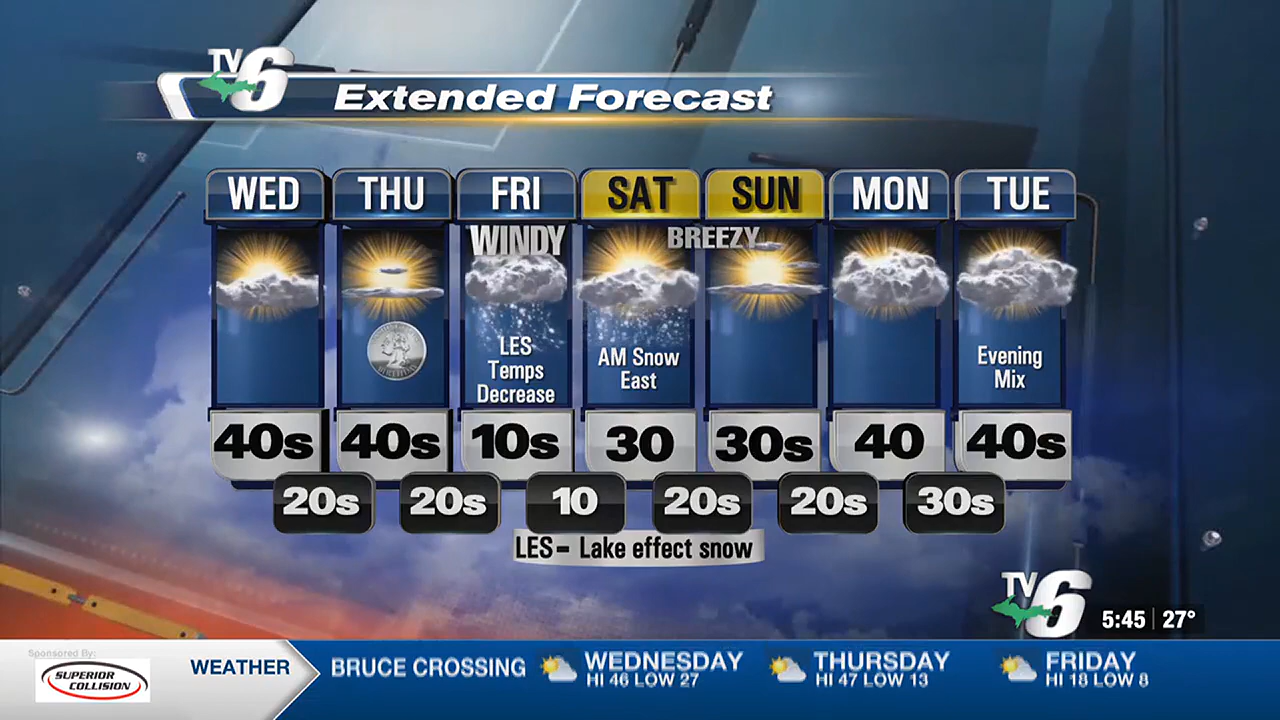 TV6
Extended Forecast
WED THU FRI SAT SUN MON TUE
WINDY
BREEZY
LES
Temps
Decrease
AM Snow
East
Evening
Mix
40s 40s 10s 30 30s 40 40s
20s 20s 10 20s 20s 30s
LES- Lake effect snow
TV6
5:45 27°
Sponsored By:
SUPERIOR
COLLISION
WEATHER
BRUCE CROSSING
WEDNESDAY
HI 46 LOW 27
THURSDAY
HI 47 LOW 13
FRIDAY
HI 18 LOW 8